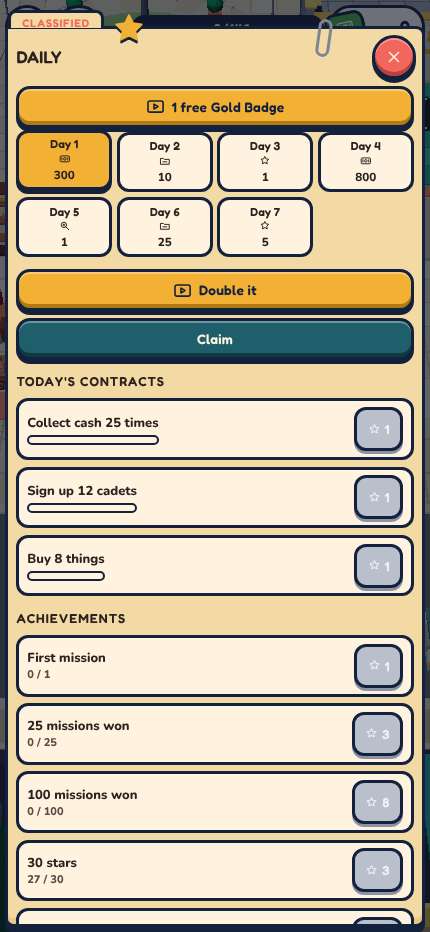 CLASSIFIED
DAILY
1 free Gold Badge
Day 1
300
Day 2
10
Day 3
1
Day 4
800
Day 5
1
Day 6
25
Day 7
5
Double it
Claim
TODAY'S CONTRACTS
Collect cash 25 times
1
Sign up 12 cadets
1
Buy 8 things
1
ACHIEVEMENTS
First mission
0 / 1
1
25 missions won
0 / 25
3
100 missions won
0 / 100
8
30 stars
27 / 30
3